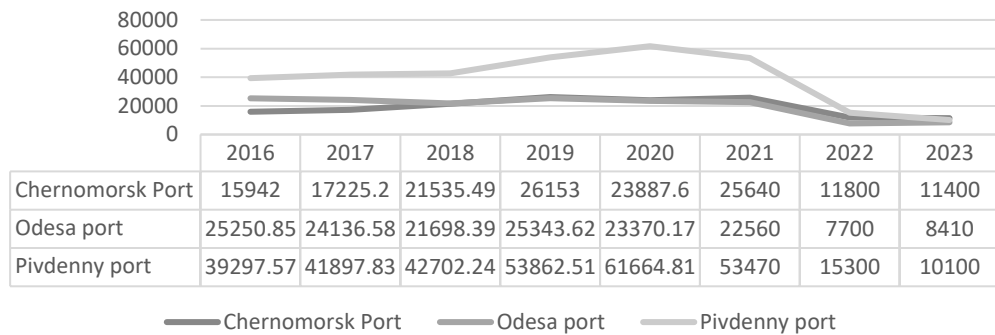 80000
60000
40000
20000
0
2016 2017 2018 2019 2020 2021 2022 2023
Chernomorsk Port 15942 17225.2 21535.49 26153 23887.6 25640 11800 11400
Odesa port 25250.85 24136.58 21698.39 25343.62 23370.17 22560 7700 8410
Pivdenny port 39297.57 41897.83 42702.24 53862.51 61664.81 53470 15300 10100
Chernomorsk Port Odesa port Pivdenny port